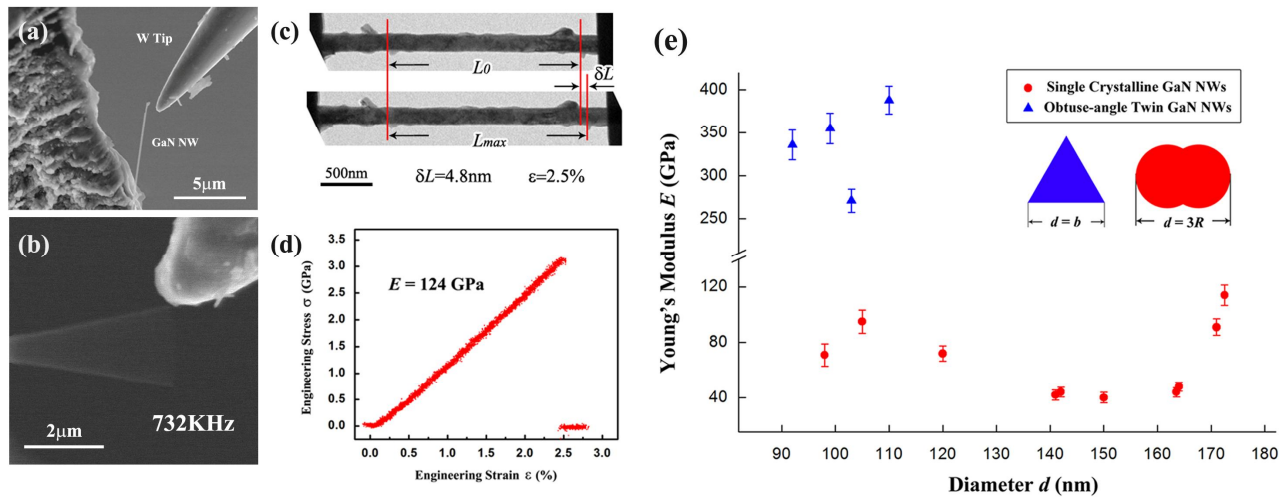 (a)
W Tip
GaN NW
5μm
(b)
732KHz
2μm
(c)
L0
δL
Lmax
500nm
δL=4.8nm
ε=2.5%
(d)
Engineering Stress σ (GPa)
3.5
3.0
2.5
2.0
1.5
1.0
0.5
0.0
E = 124 GPa
0.0 0.5 1.0 1.5 2.0 2.5 3.0
Engineering Strain ε (%)
(e)
Young's Modulus E (GPa)
400
350
300
250
120
80
40
Single Crystalline GaN NWs
Obtuse-angle Twin GaN NWs
d = b
d = 3R
90 100 110 120 130 140 150 160 170 180
Diameter d (nm)